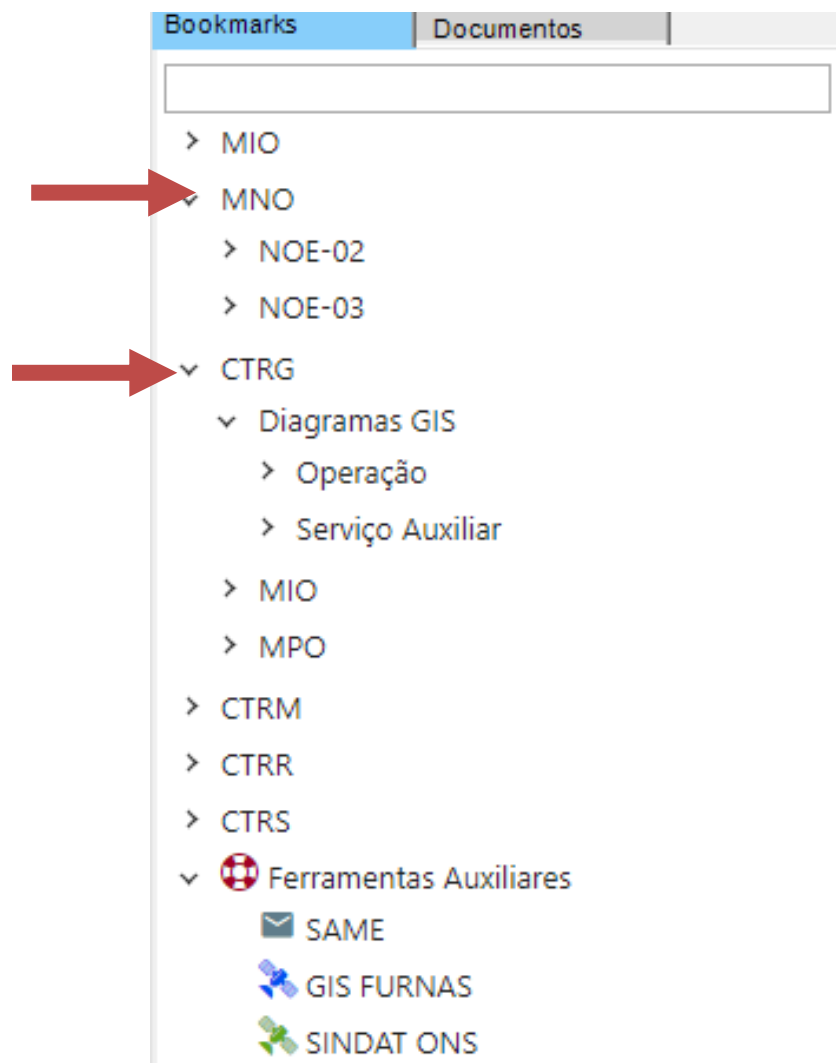 Bookmarks Documentos
MIO
MNO
NOE-02
NOE-03
CTRG
Diagramas GIS
Operação
Serviço Auxiliar
MIO
MPO
CTRM
CTRR
CTRS
Ferramentas Auxiliares
SAME
GIS FURNAS
SINDAT ONS